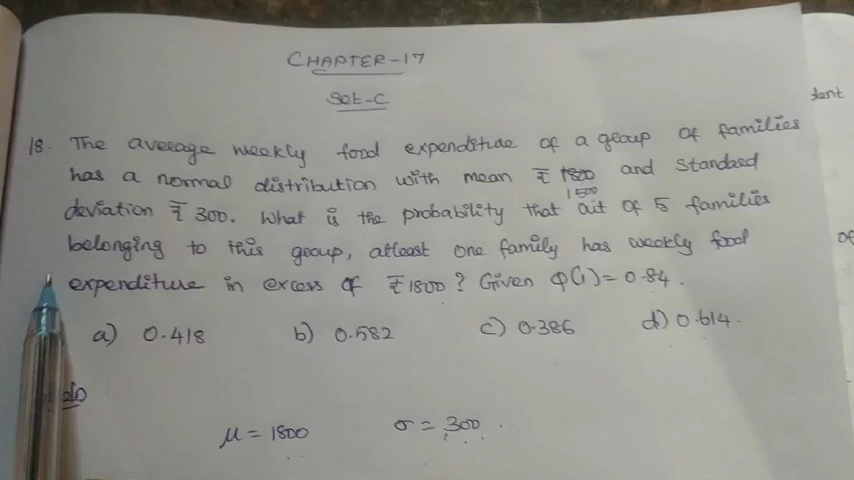 CHAPTER-17
Set-C
dent
18. The average weekly food expenditure of a group of families
has a normal distribution with mean ₹ 1800 and standard
1500
deviation ₹ 300. What is the probability that out of 5 families
belonging to this group, atleast one family has weekly food
of
expenditure in excess of ₹1800? Given φ(1) = 0.84.
a) 0.418 b) 0.582 c) 0.386 d) 0.614.
μ = 1800 σ = 300.